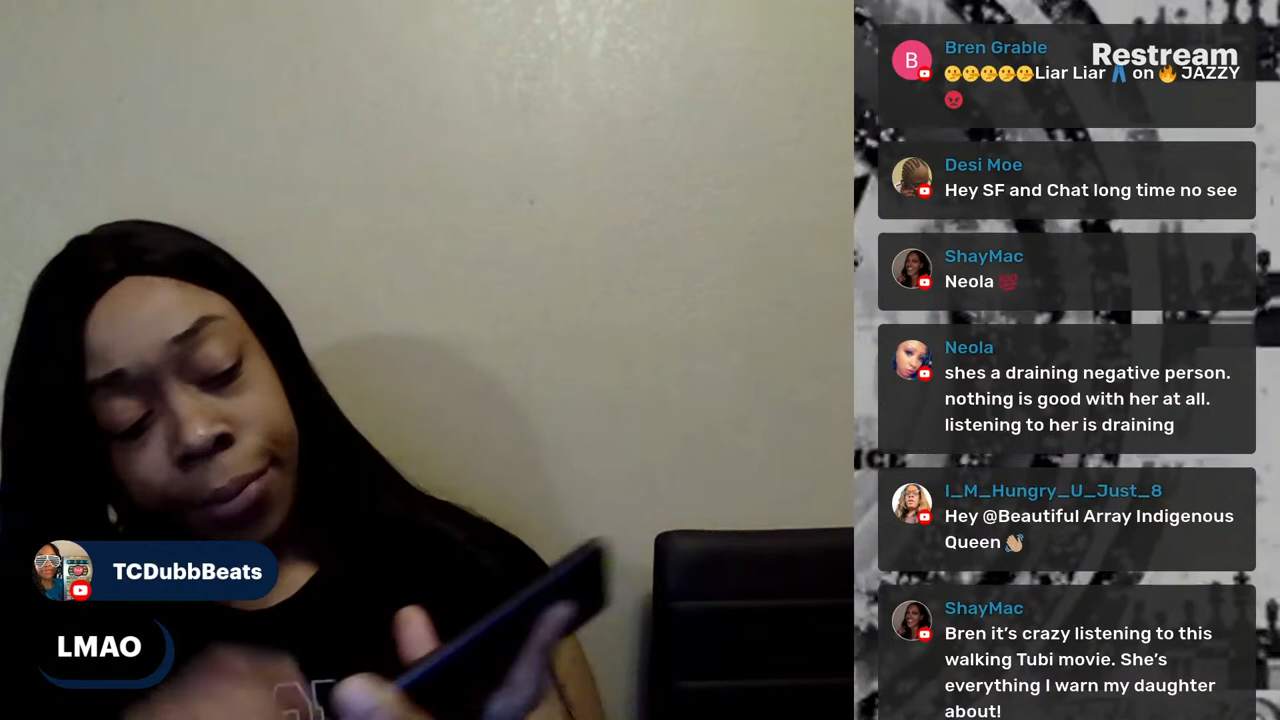 Restream
Bren Grable
🤥🤥🤥🤥🤥Liar Liar 👖 on 🔥 JAZZY
😡
Desi Moe
Hey SF and Chat long time no see
ShayMac
Neola 💯
Neola
shes a draining negative person.
nothing is good with her at all.
listening to her is draining
I_M_Hungry_U_Just_8
Hey @Beautiful Array Indigenous
Queen 👋🏼
ShayMac
Bren it’s crazy listening to this
walking Tubi movie. She’s
everything I warn my daughter
about!
TCDubbBeats
LMAO